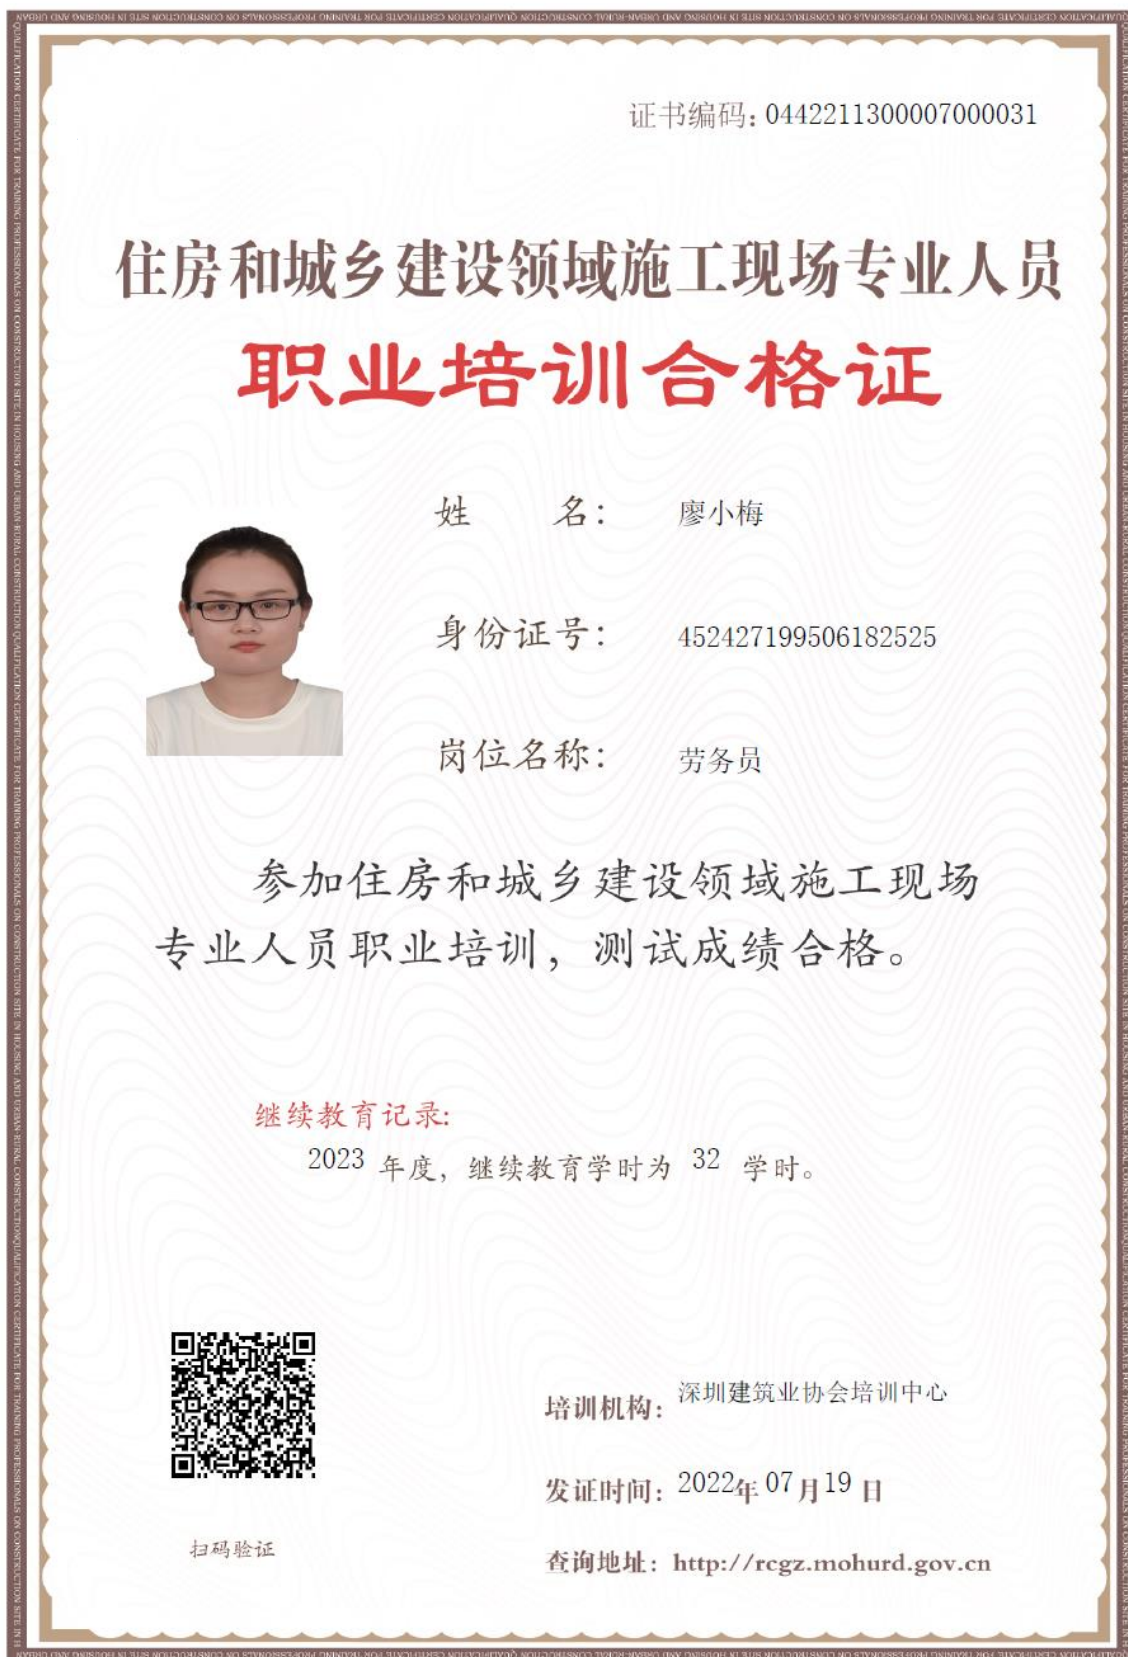 证书编码: 0442211300007000031
住房和城乡建设领域施工现场专业人员
职业培训合格证
姓 名: 廖小梅
身份证号: 452427199506182525
岗位名称: 劳务员
参加住房和城乡建设领域施工现场
专业人员职业培训，测试成绩合格。
继续教育记录:
2023 年度，继续教育学时为 32 学时。
培训机构: 深圳建筑业协会培训中心
发证时间: 2022年 07月19 日
扫码验证
查询地址: http://rcgz.mohurd.gov.cn